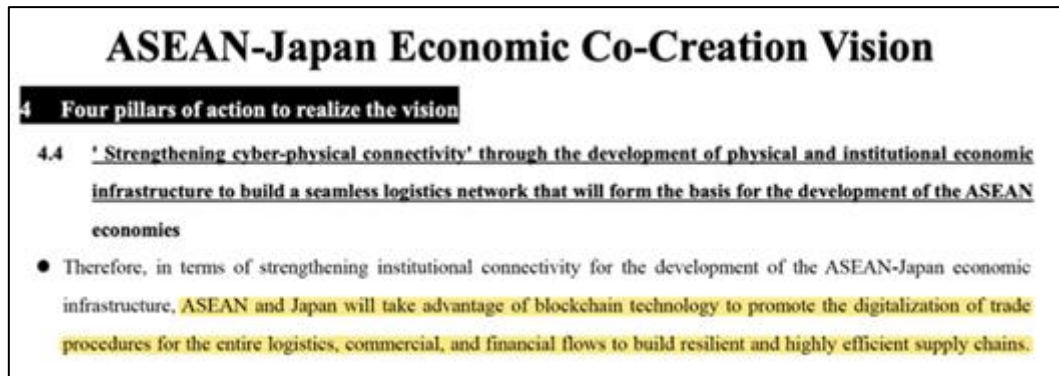 ASEAN-Japan Economic Co-Creation Vision
4 Four pillars of action to realize the vision
4.4 ' Strengthening cyber-physical connectivity' through the development of physical and institutional economic
infrastructure to build a seamless logistics network that will form the basis for the development of the ASEAN
economies
● Therefore, in terms of strengthening institutional connectivity for the development of the ASEAN-Japan economic
infrastructure, ASEAN and Japan will take advantage of blockchain technology to promote the digitalization of trade
procedures for the entire logistics, commercial, and financial flows to build resilient and highly efficient supply chains.